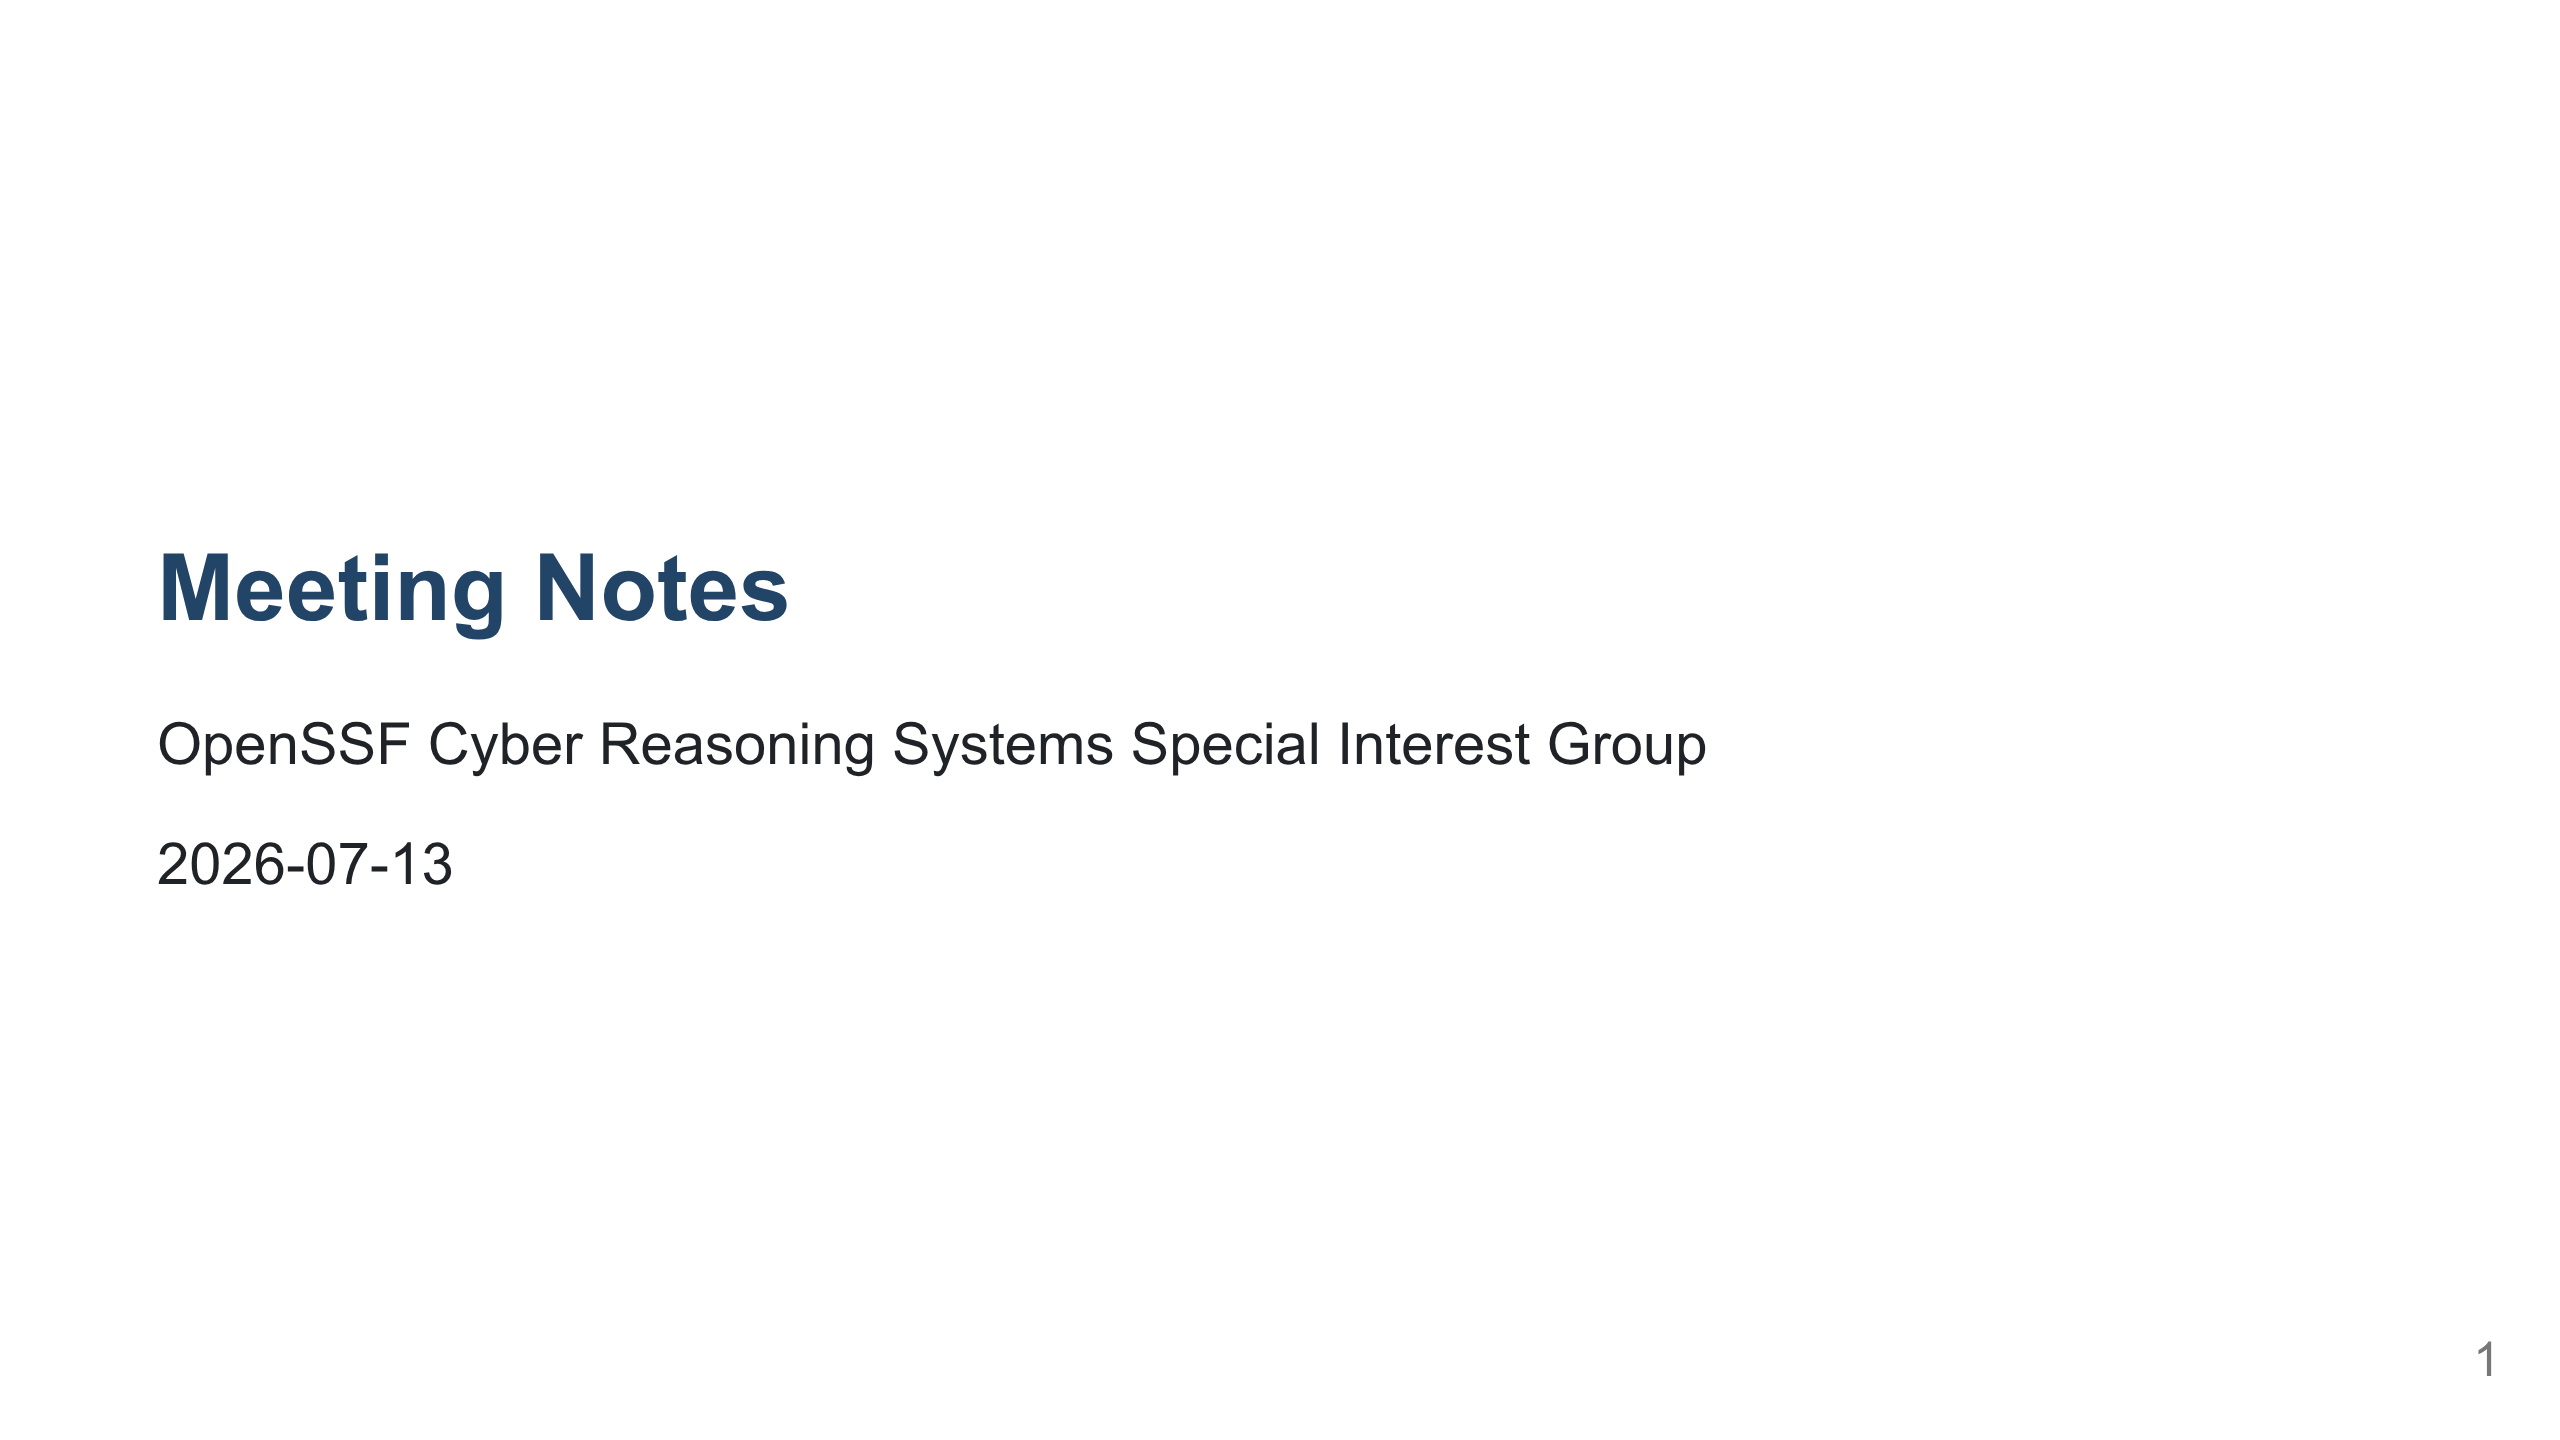 Meeting Notes
OpenSSF Cyber Reasoning Systems Special Interest Group
2026-07-13
1